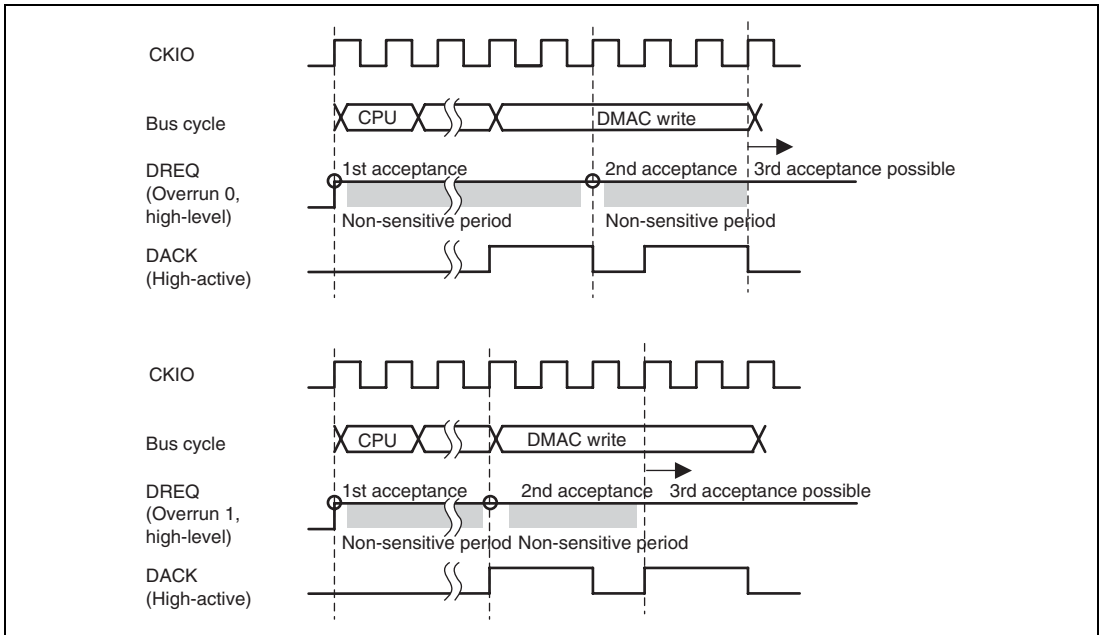 CKIO
Bus cycle
CPU
DMAC write
DREQ
(Overrun 0,
high-level)
1st acceptance
2nd acceptance
3rd acceptance possible
Non-sensitive period
Non-sensitive period
DACK
(High-active)
CKIO
Bus cycle
CPU
DMAC write
DREQ
(Overrun 1,
high-level)
1st acceptance
2nd acceptance
3rd acceptance possible
Non-sensitive period
Non-sensitive period
DACK
(High-active)